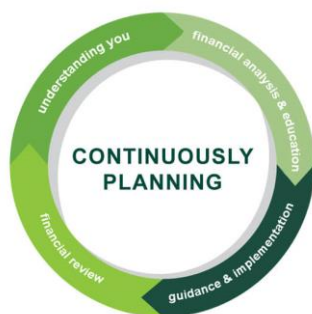 understanding you
financial analysis & education
CONTINUOUSLY
PLANNING
guidance & implementation
financial review